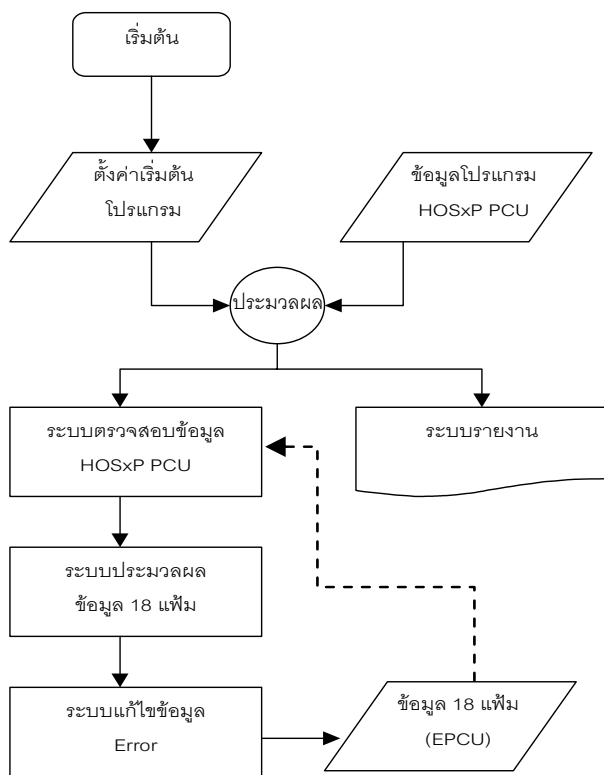 เริ่มต้น
ตั้งค่าเริ่มต้น
โปรแกรม
ข้อมูลโปรแกรม
HOSxP PCU
ประมวลผล
ระบบตรวจสอบข้อมูล
HOSxP PCU
ระบบรายงาน
ระบบประมวลผล
ข้อมูล 18 แฟ้ม
ระบบแก้ไขข้อมูล
Error
ข้อมูล 18 แฟ้ม
(EPCU)